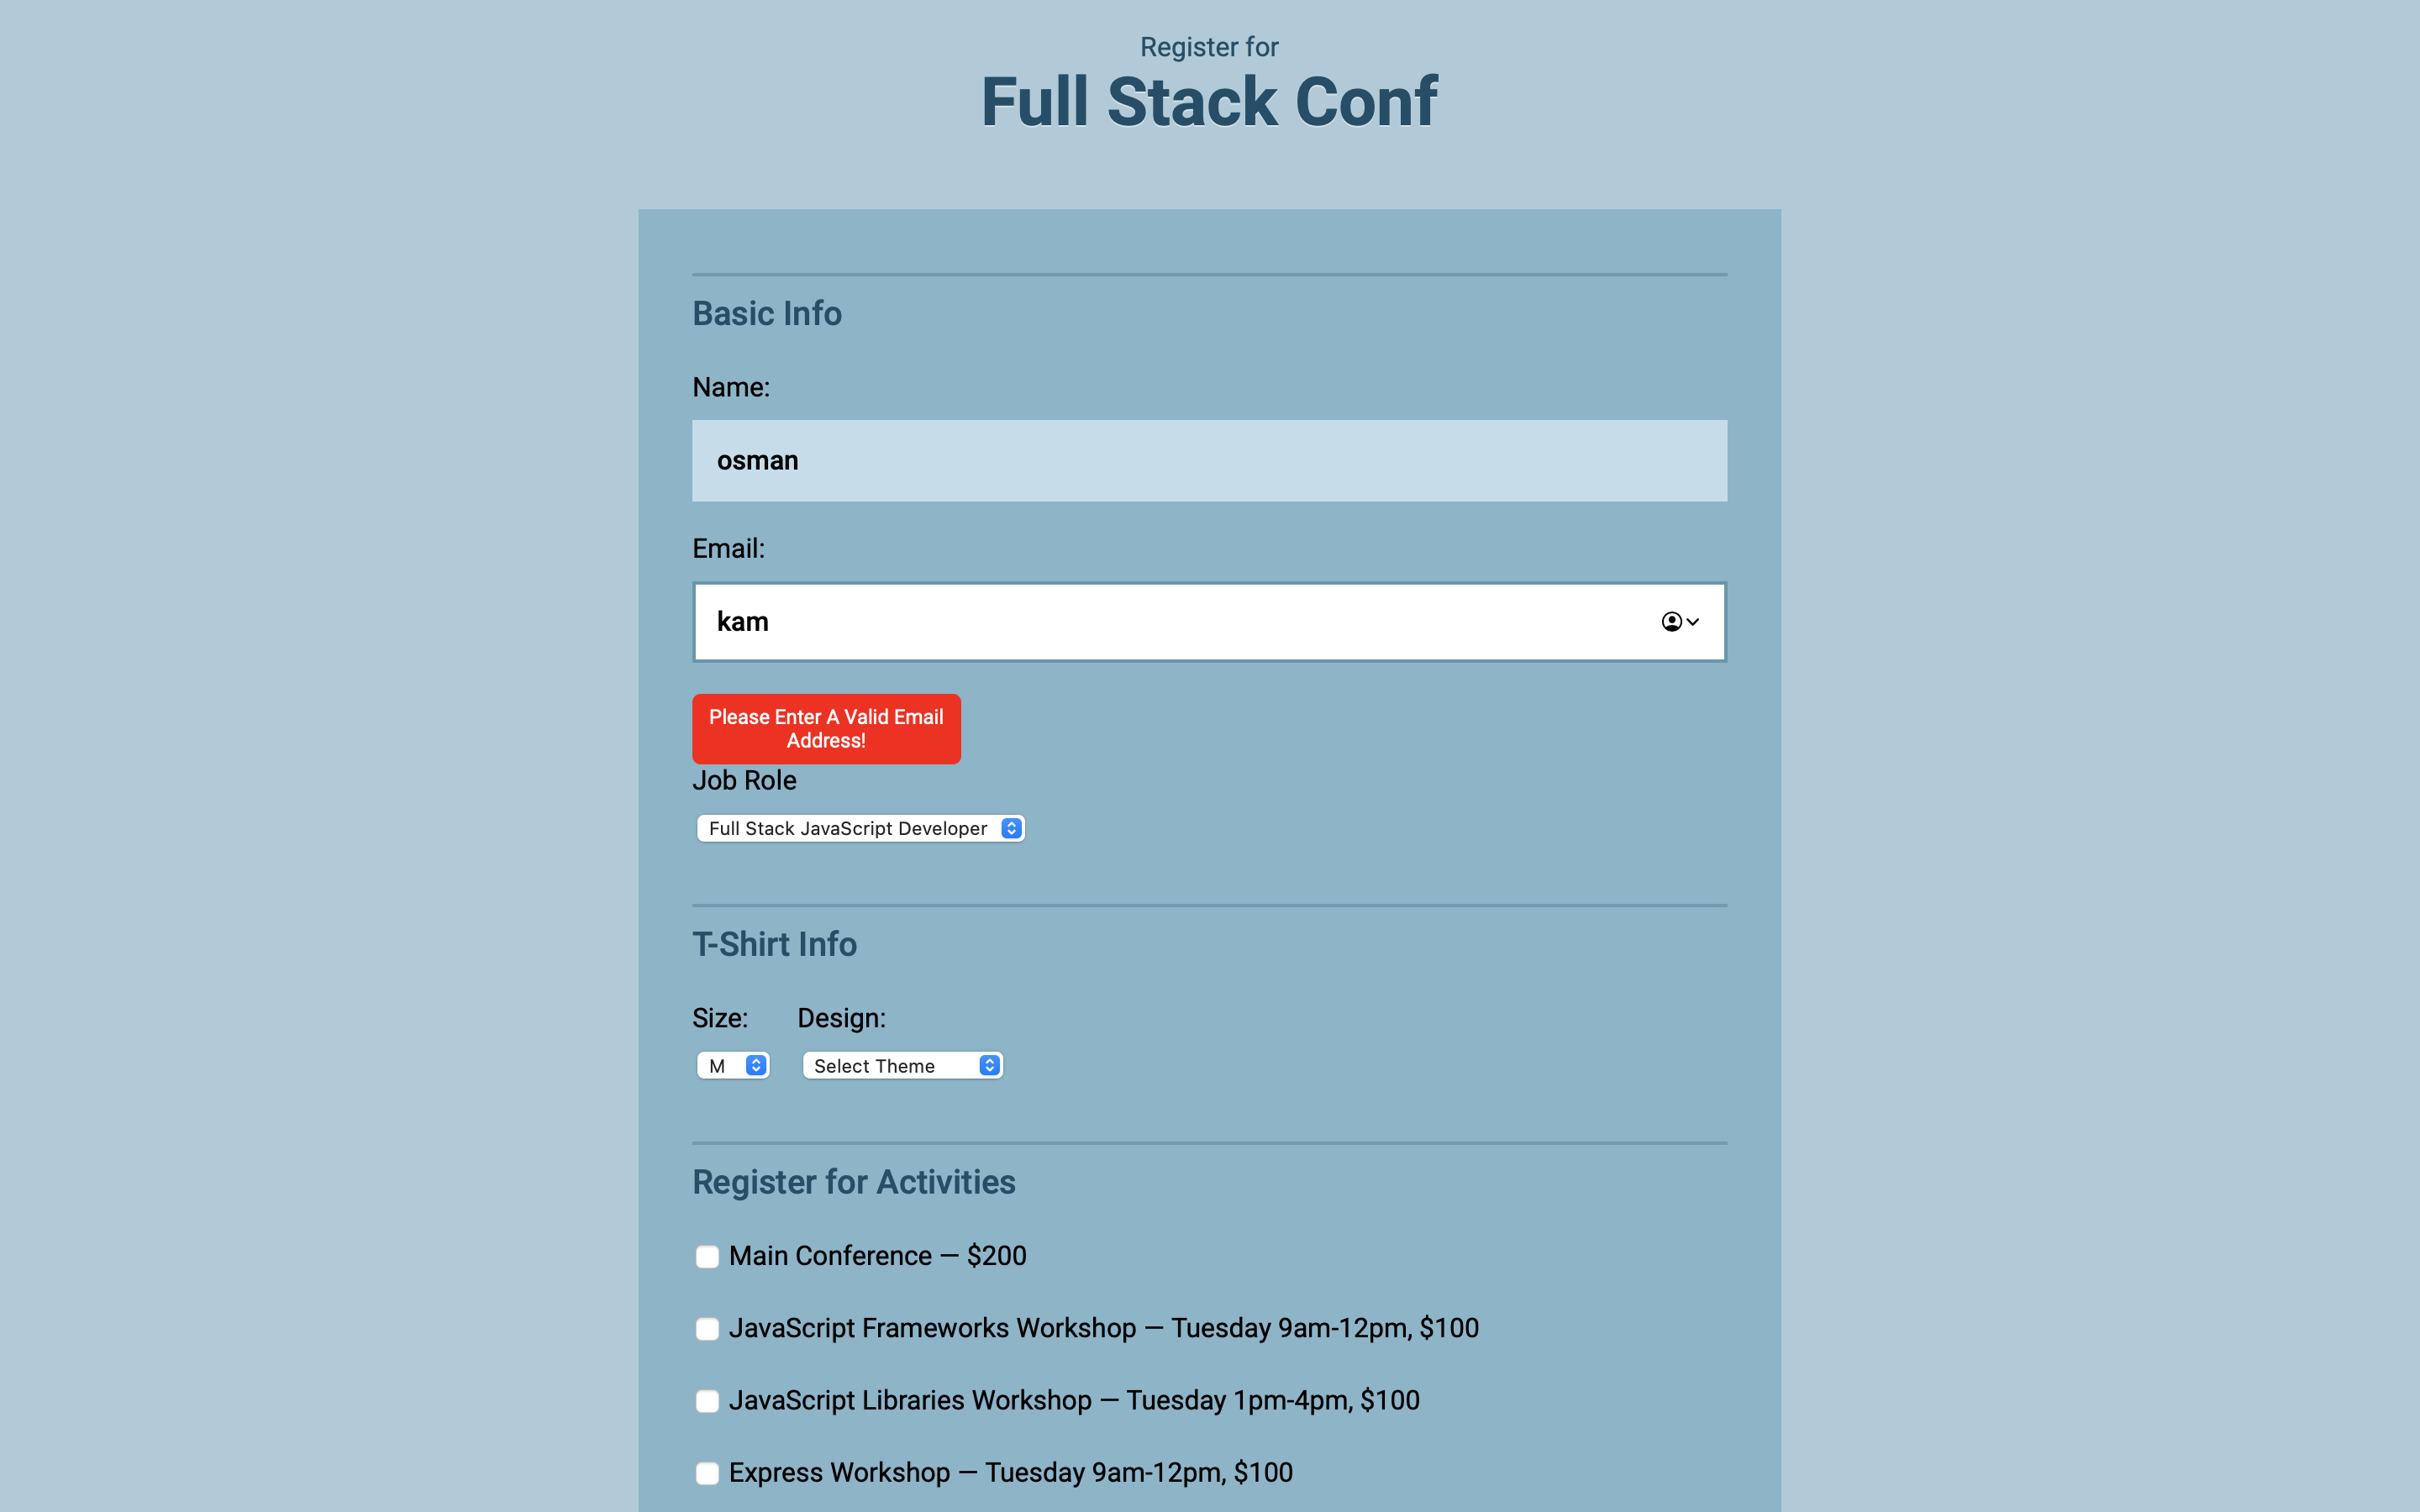 Register for
Full Stack Conf
Basic Info
Name:
osman
Email:
kam
Please Enter A Valid Email
Address!
Job Role
Full Stack JavaScript Developer
T-Shirt Info
Size: Design:
M Select Theme
Register for Activities
Main Conference — $200
JavaScript Frameworks Workshop — Tuesday 9am-12pm, $100
JavaScript Libraries Workshop — Tuesday 1pm-4pm, $100
Express Workshop — Tuesday 9am-12pm, $100